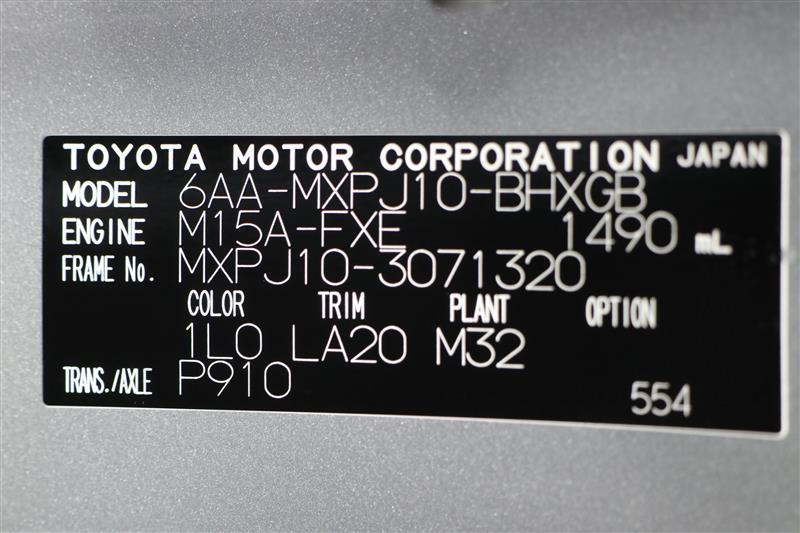 TOYOTA MOTOR CORPORATION JAPAN
MODEL 6AA-MXPJ10-BHXGB
ENGINE M15A-FXE 1490 mL
FRAME No. MXPJ10-3071320
COLOR TRIM PLANT OPTION
1L0 LA20 M32
TRANS./AXLE P910
554